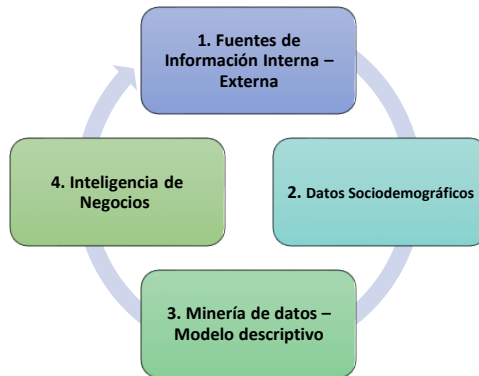 1. Fuentes de
Información Interna –
Externa
2. Datos Sociodemográficos
3. Minería de datos –
Modelo descriptivo
4. Inteligencia de
Negocios